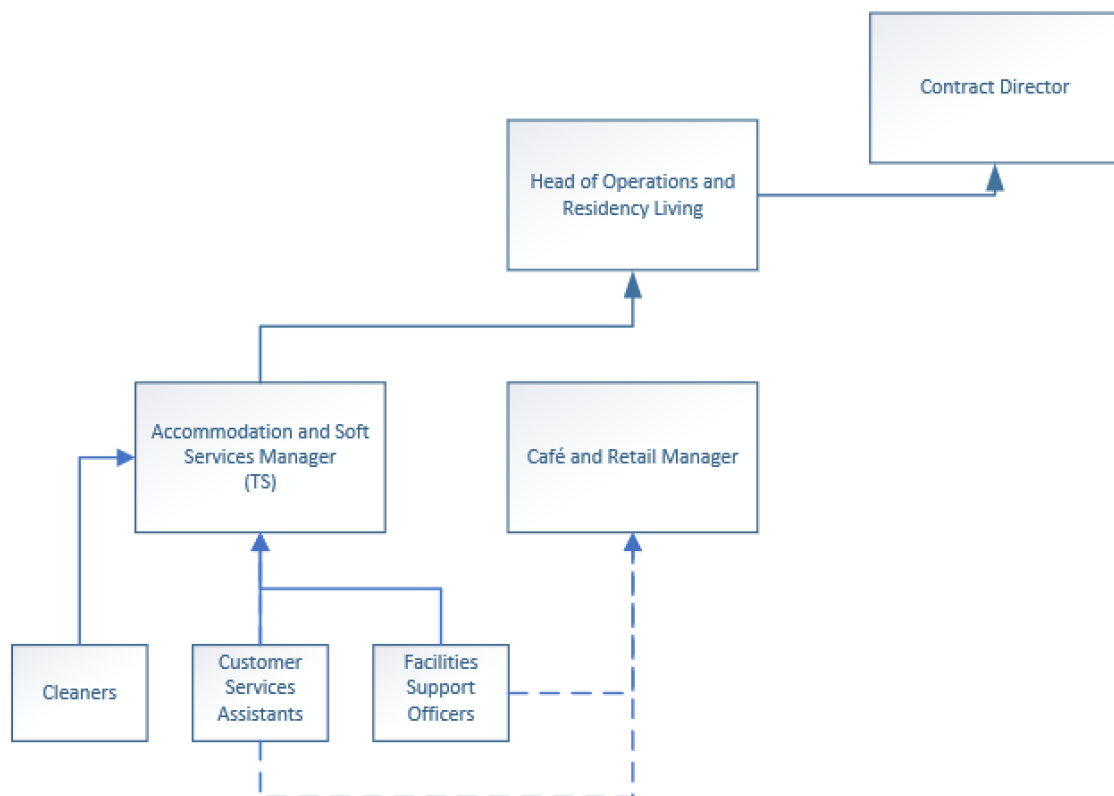 Contract Director
Head of Operations and
Residency Living
Accommodation and Soft
Services Manager
(TS)
Café and Retail Manager
Cleaners
Customer
Services
Assistants
Facilities
Support
Officers